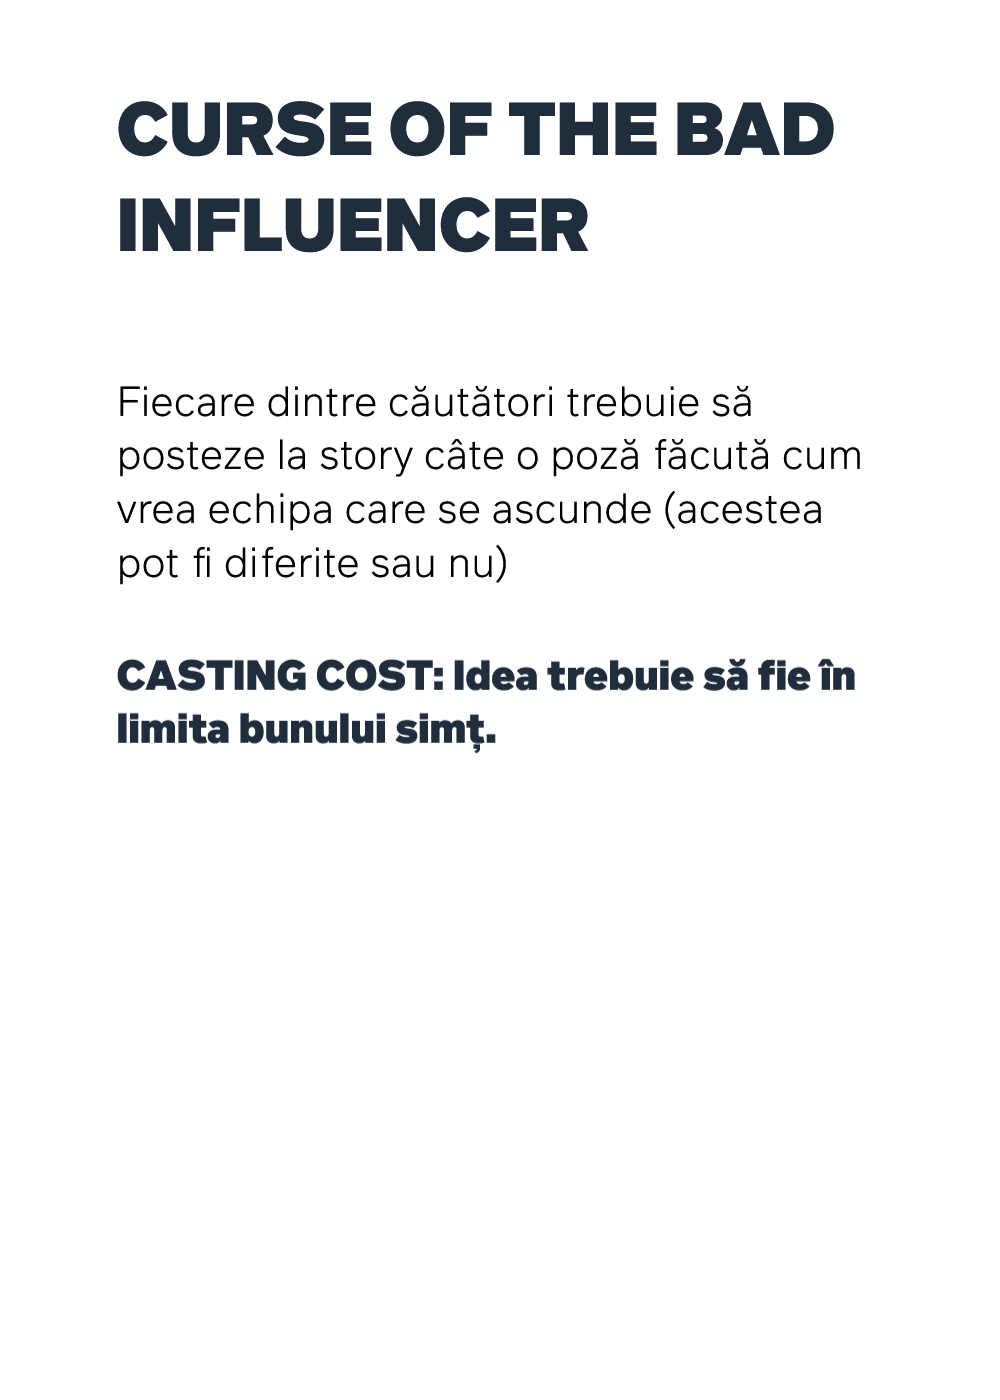 CURSE OF THE BAD
INFLUENCER
Fiecare dintre căutători trebuie să
posteze la story câte o poză făcută cum
vrea echipa care se ascunde (acestea
pot fi diferite sau nu)
CASTING COST: Idea trebuie să fie în
limita bunului simț.